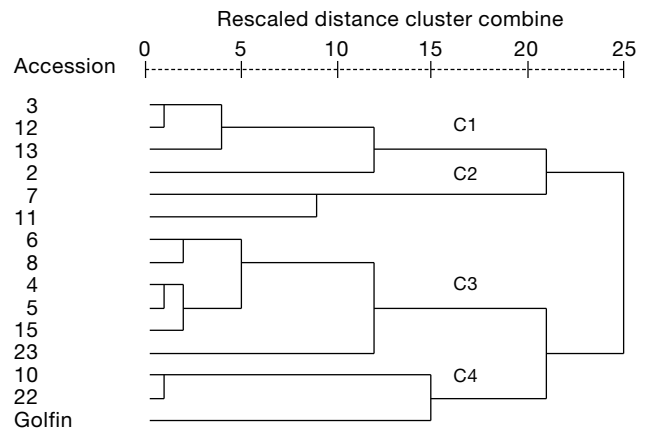 Rescaled distance cluster combine
0 5 10 15 20 25
Accession
3
12 C1
13
2 C2
7
11
6
8
4 C3
5
15
23
10 C4
22
Golfin